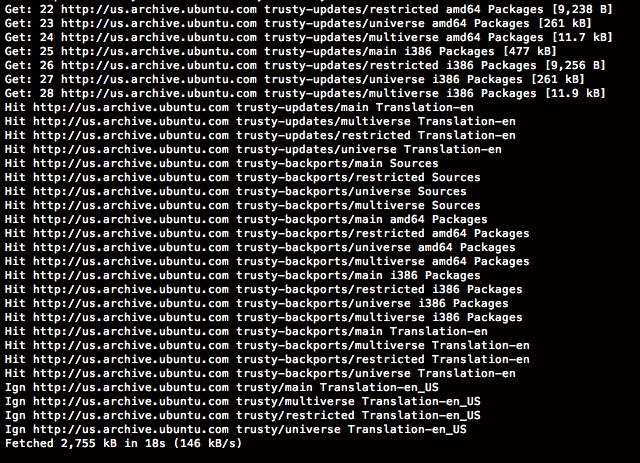 Get: 22 http://us.archive.ubuntu.com trusty-updates/restricted amd64 Packages [9,238 B]
Get: 23 http://us.archive.ubuntu.com trusty-updates/universe amd64 Packages [261 kB]
Get: 24 http://us.archive.ubuntu.com trusty-updates/multiverse amd64 Packages [11.7 kB]
Get: 25 http://us.archive.ubuntu.com trusty-updates/main i386 Packages [477 kB]
Get: 26 http://us.archive.ubuntu.com trusty-updates/restricted i386 Packages [9,256 B]
Get: 27 http://us.archive.ubuntu.com trusty-updates/universe i386 Packages [261 kB]
Get: 28 http://us.archive.ubuntu.com trusty-updates/multiverse i386 Packages [11.9 kB]
Hit http://us.archive.ubuntu.com trusty-updates/main Translation-en
Hit http://us.archive.ubuntu.com trusty-updates/multiverse Translation-en
Hit http://us.archive.ubuntu.com trusty-updates/restricted Translation-en
Hit http://us.archive.ubuntu.com trusty-updates/universe Translation-en
Hit http://us.archive.ubuntu.com trusty-backports/main Sources
Hit http://us.archive.ubuntu.com trusty-backports/restricted Sources
Hit http://us.archive.ubuntu.com trusty-backports/universe Sources
Hit http://us.archive.ubuntu.com trusty-backports/multiverse Sources
Hit http://us.archive.ubuntu.com trusty-backports/main amd64 Packages
Hit http://us.archive.ubuntu.com trusty-backports/restricted amd64 Packages
Hit http://us.archive.ubuntu.com trusty-backports/universe amd64 Packages
Hit http://us.archive.ubuntu.com trusty-backports/multiverse amd64 Packages
Hit http://us.archive.ubuntu.com trusty-backports/main i386 Packages
Hit http://us.archive.ubuntu.com trusty-backports/restricted i386 Packages
Hit http://us.archive.ubuntu.com trusty-backports/universe i386 Packages
Hit http://us.archive.ubuntu.com trusty-backports/multiverse i386 Packages
Hit http://us.archive.ubuntu.com trusty-backports/main Translation-en
Hit http://us.archive.ubuntu.com trusty-backports/multiverse Translation-en
Hit http://us.archive.ubuntu.com trusty-backports/restricted Translation-en
Hit http://us.archive.ubuntu.com trusty-backports/universe Translation-en
Ign http://us.archive.ubuntu.com trusty/main Translation-en_US
Ign http://us.archive.ubuntu.com trusty/multiverse Translation-en_US
Ign http://us.archive.ubuntu.com trusty/restricted Translation-en_US
Ign http://us.archive.ubuntu.com trusty/universe Translation-en_US
Fetched 2,755 kB in 18s (146 kB/s)